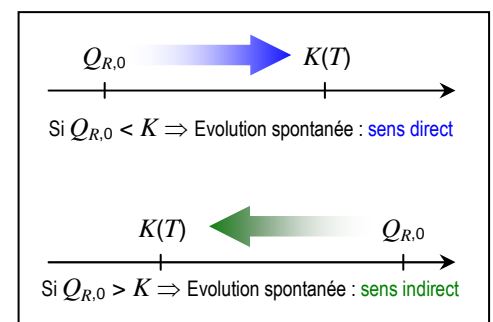 Q_{R,0} K(T)
Si Q_{R,0} < K ⇒ Evolution spontanée : sens direct
K(T) Q_{R,0}
Si Q_{R,0} > K ⇒ Evolution spontanée : sens indirect